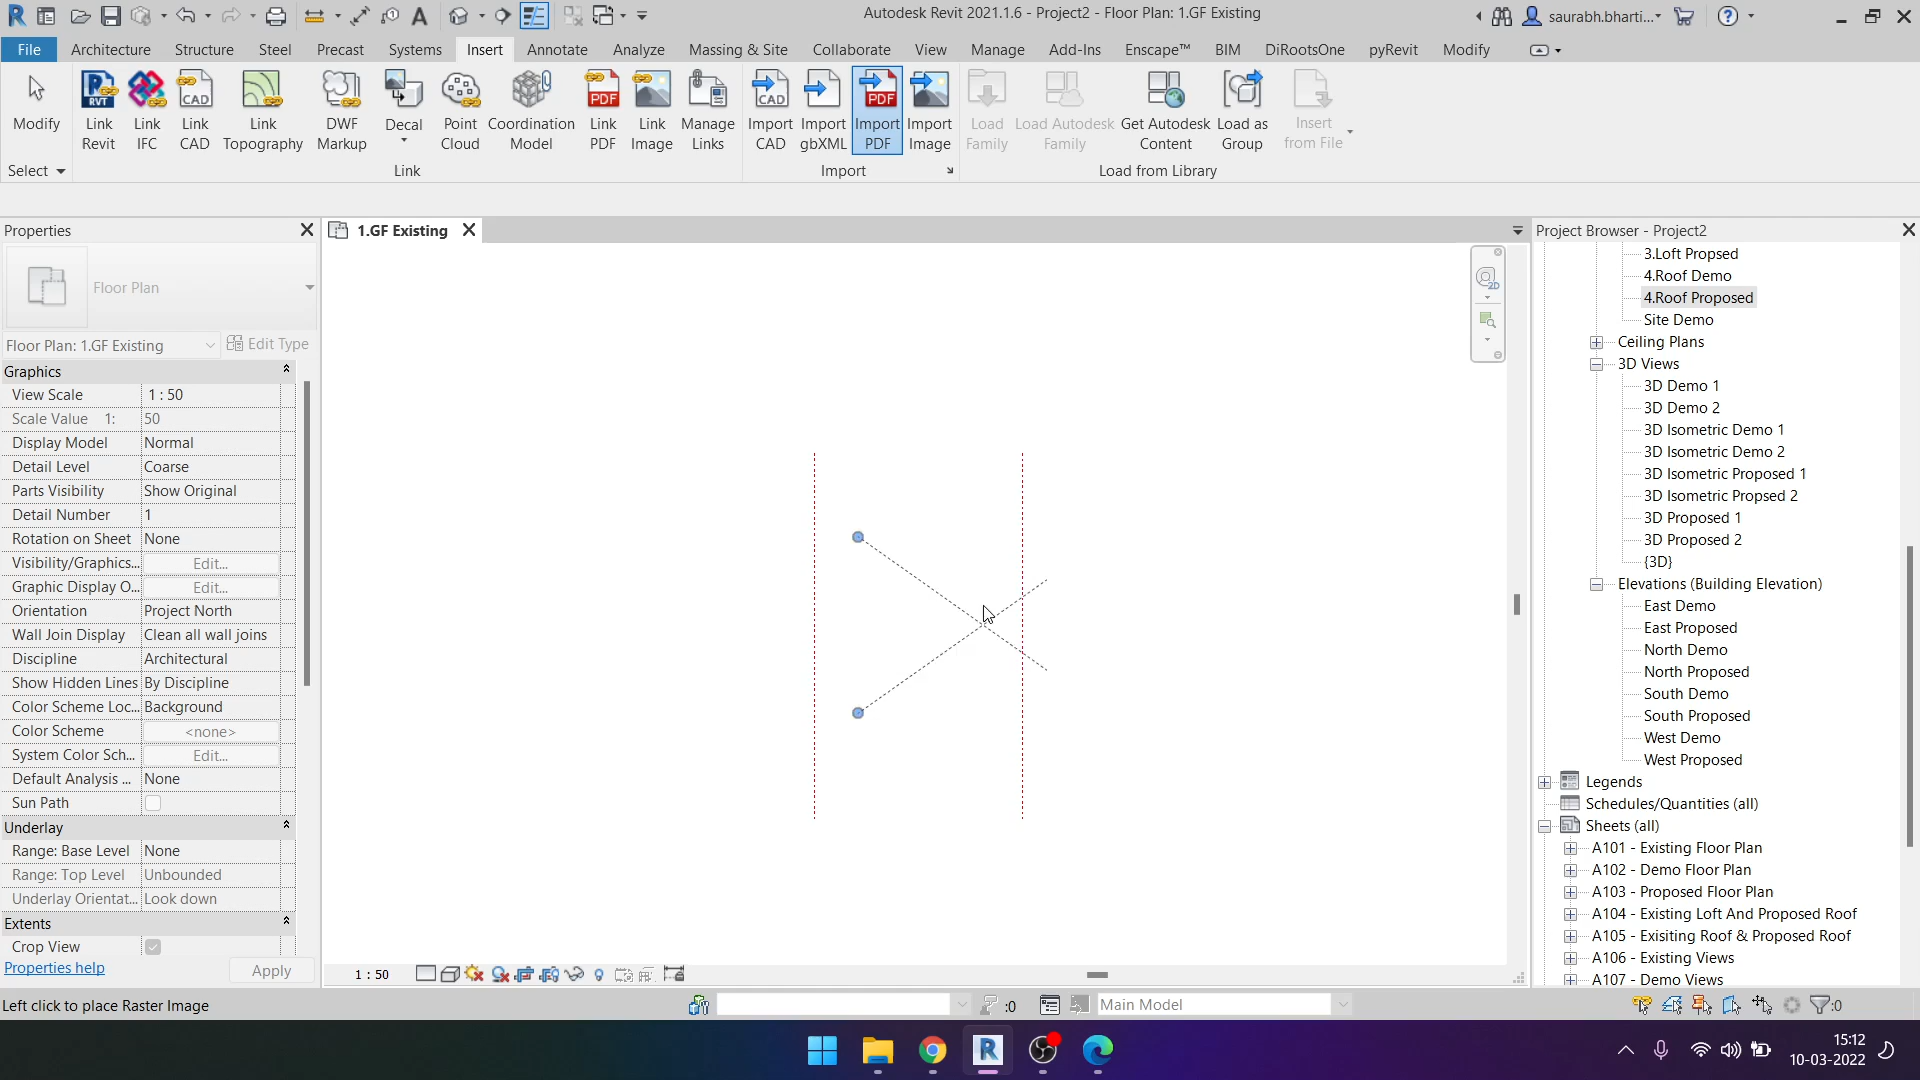 Autodesk Revit 2021.1.6 - Project2 - Floor Plan: 1.GF Existing
saurabh.bharti...
File Architecture Structure Steel Precast Systems Insert Annotate Analyze Massing & Site Collaborate View Manage Add-Ins Enscape™ BIM DiRootsOne pyRevit Modify
Modify
Link Revit
Link IFC
Link CAD
Link Topography
DWF Markup
Decal
Point Cloud
Coordination Model
Link PDF
Link Image
Manage Links
Import CAD
Import gbXML
Import PDF
Import Image
Load Family
Load Autodesk Family
Get Autodesk Content
Load as Group
Insert from File
Select
Link
Import
Load from Library
Properties
Floor Plan
Floor Plan: 1.GF Existing Edit Type
Graphics
View Scale 1 : 50
Scale Value 1: 50
Display Model Normal
Detail Level Coarse
Parts Visibility Show Original
Detail Number 1
Rotation on Sheet None
Visibility/Graphics... Edit...
Graphic Display O... Edit...
Orientation Project North
Wall Join Display Clean all wall joins
Discipline Architectural
Show Hidden Lines By Discipline
Color Scheme Loc... Background
Color Scheme <none>
System Color Sch... Edit...
Default Analysis ... None
Sun Path
Underlay
Range: Base Level None
Range: Top Level Unbounded
Underlay Orientat... Look down
Extents
Crop View
Properties help Apply
1.GF Existing
2D
1 : 50
Project Browser - Project2
3.Loft Propsed
4.Roof Demo
4.Roof Proposed
Site Demo
Ceiling Plans
3D Views
3D Demo 1
3D Demo 2
3D Isometric Demo 1
3D Isometric Demo 2
3D Isometric Proposed 1
3D Isometric Propsed 2
3D Proposed 1
3D Proposed 2
{3D}
Elevations (Building Elevation)
East Demo
East Proposed
North Demo
North Proposed
South Demo
South Proposed
West Demo
West Proposed
Legends
Schedules/Quantities (all)
Sheets (all)
A101 - Existing Floor Plan
A102 - Demo Floor Plan
A103 - Proposed Floor Plan
A104 - Existing Loft And Proposed Roof
A105 - Exisiting Roof & Proposed Roof
A106 - Existing Views
A107 - Demo Views
Left click to place Raster Image
:0
Main Model
:0
15:12
10-03-2022